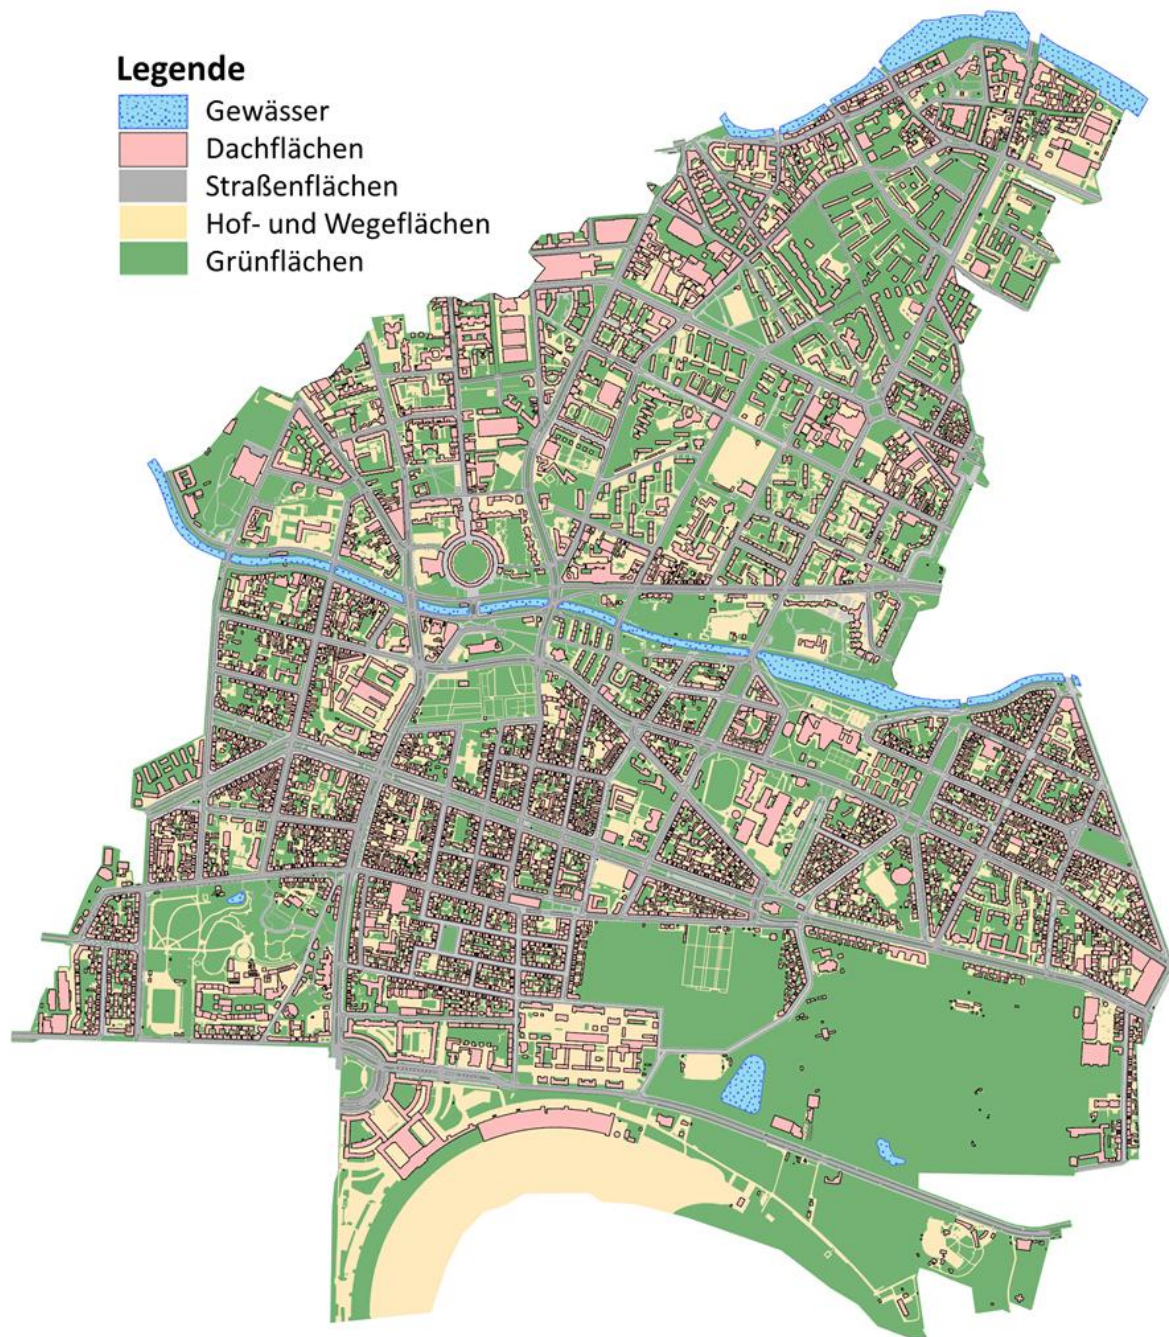 Legende
Gewässer
Dachflächen
Straßenflächen
Hof- und Wegeflächen
Grünflächen